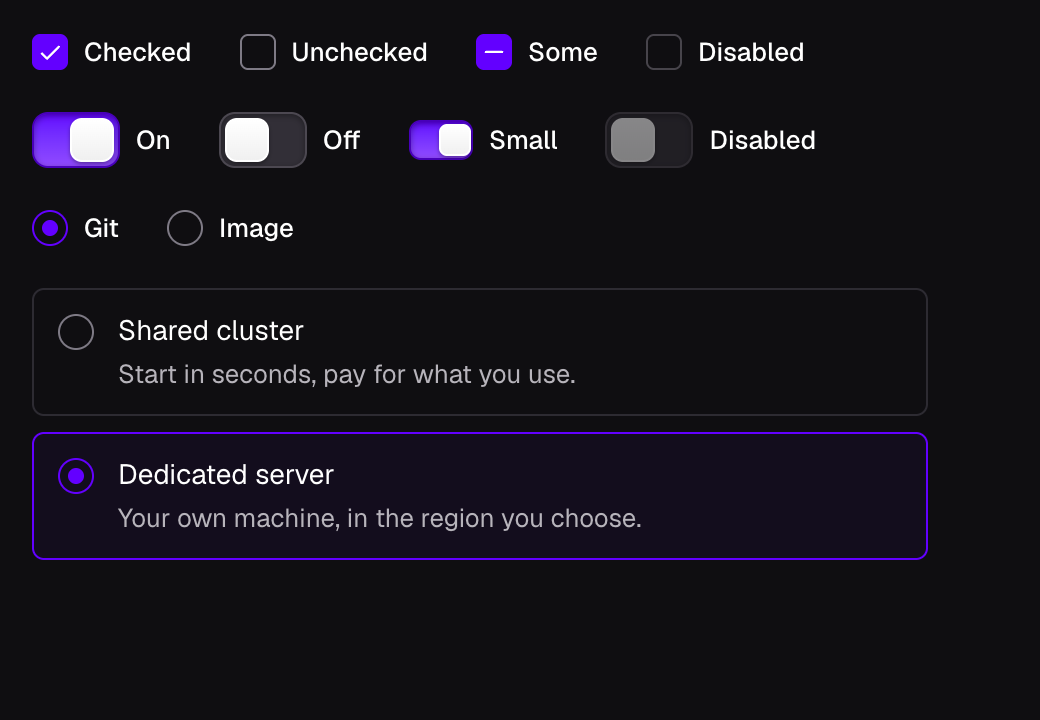 Checked Unchecked Some Disabled
On Off Small Disabled
Git Image
Shared cluster
Start in seconds, pay for what you use.
Dedicated server
Your own machine, in the region you choose.